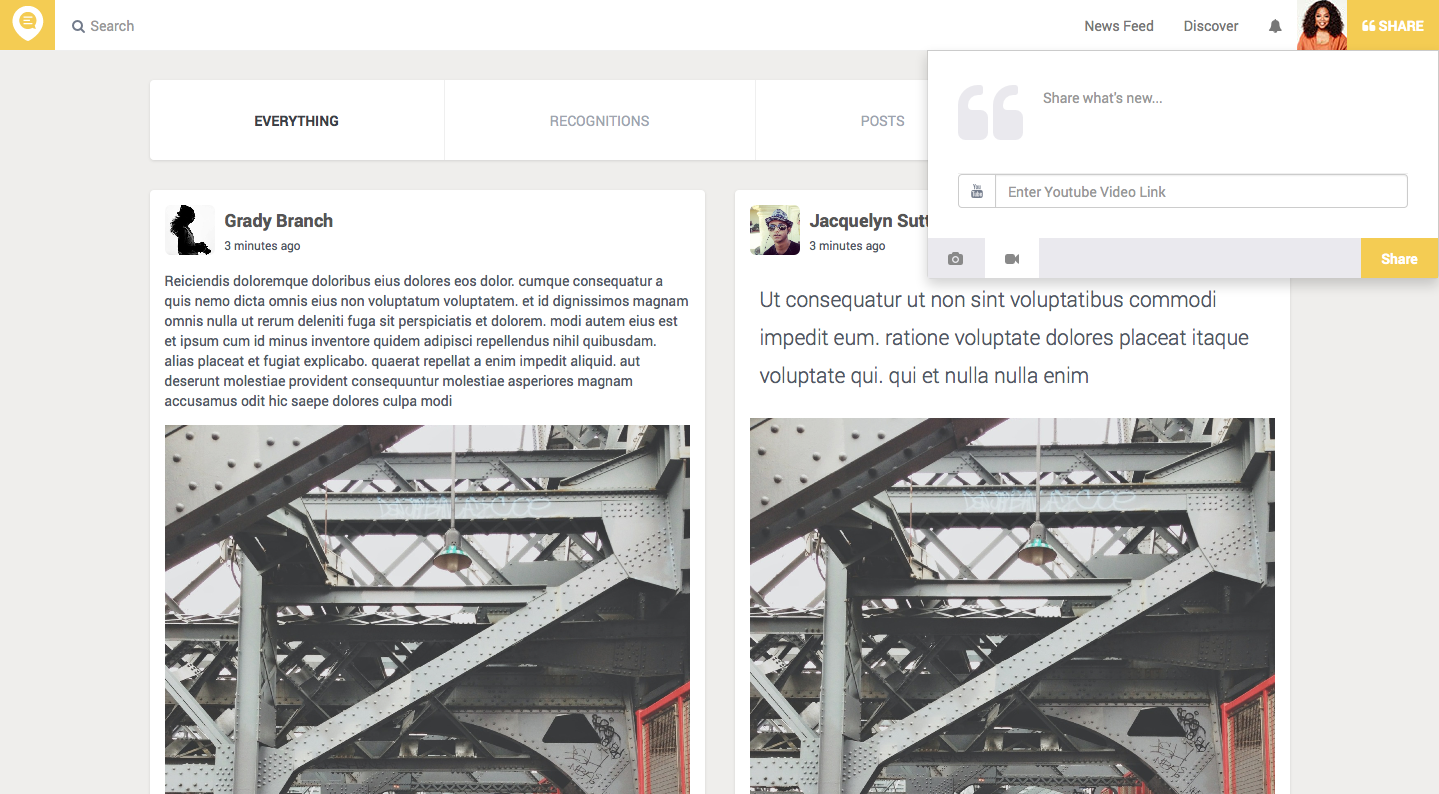 Search
News Feed
Discover
SHARE
Share what's new...
You
Tube
Enter Youtube Video Link
Share
EVERYTHING
RECOGNITIONS
POSTS
Grady Branch
3 minutes ago
Reiciendis doloremque doloribus eius dolores eos dolor. cumque consequatur a
quis nemo dicta omnis eius non voluptatum voluptatem. et id dignissimos magnam
omnis nulla ut rerum deleniti fuga sit perspiciatis et dolorem. modi autem eius est
et ipsum cum id minus inventore quidem adipisci repellendus nihil quibusdam.
alias placeat et fugiat explicabo. quaerat repellat a enim impedit aliquid. aut
deserunt molestiae provident consequuntur molestiae asperiores magnam
accusamus odit hic saepe dolores culpa modi
Jacquelyn Sutt
3 minutes ago
Ut consequatur ut non sint voluptatibus commodi
impedit eum. ratione voluptate dolores placeat itaque
voluptate qui. qui et nulla nulla enim